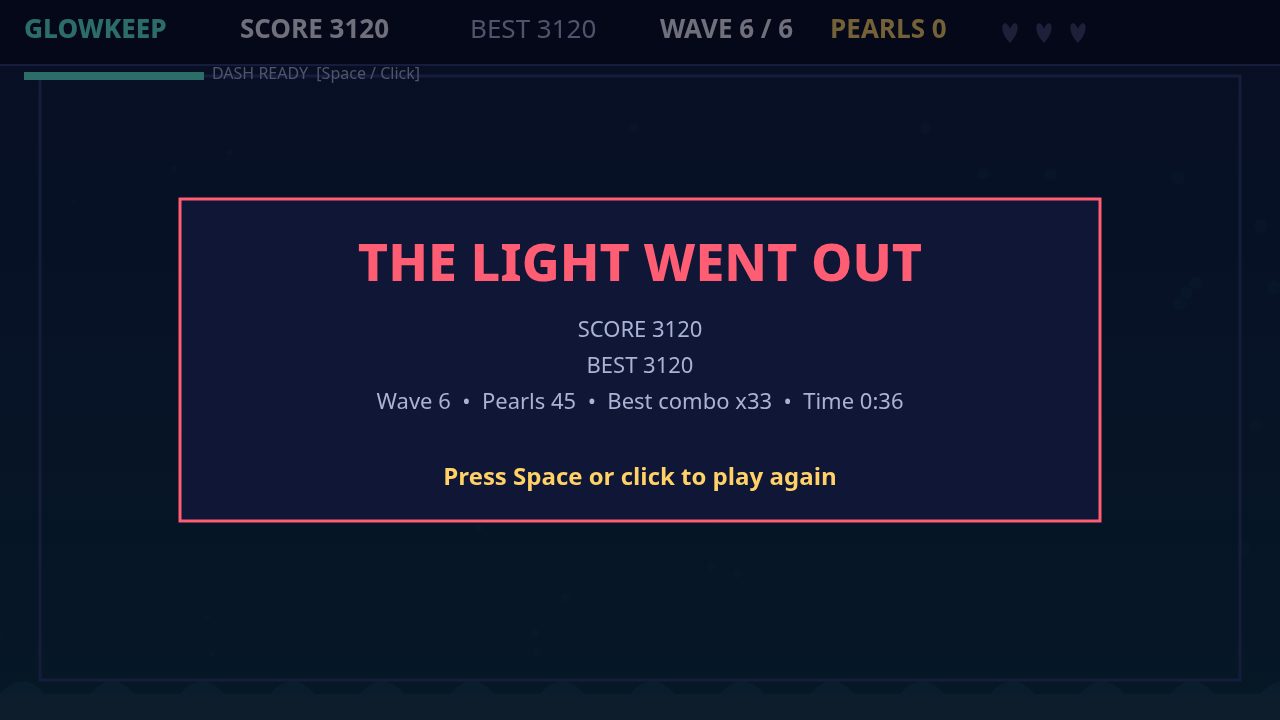 GLOWKEEP SCORE 3120 BEST 3120 WAVE 6 / 6 PEARLS 0
DASH READY [Space / Click]
THE LIGHT WENT OUT
SCORE 3120
BEST 3120
Wave 6 • Pearls 45 • Best combo x33 • Time 0:36
Press Space or click to play again